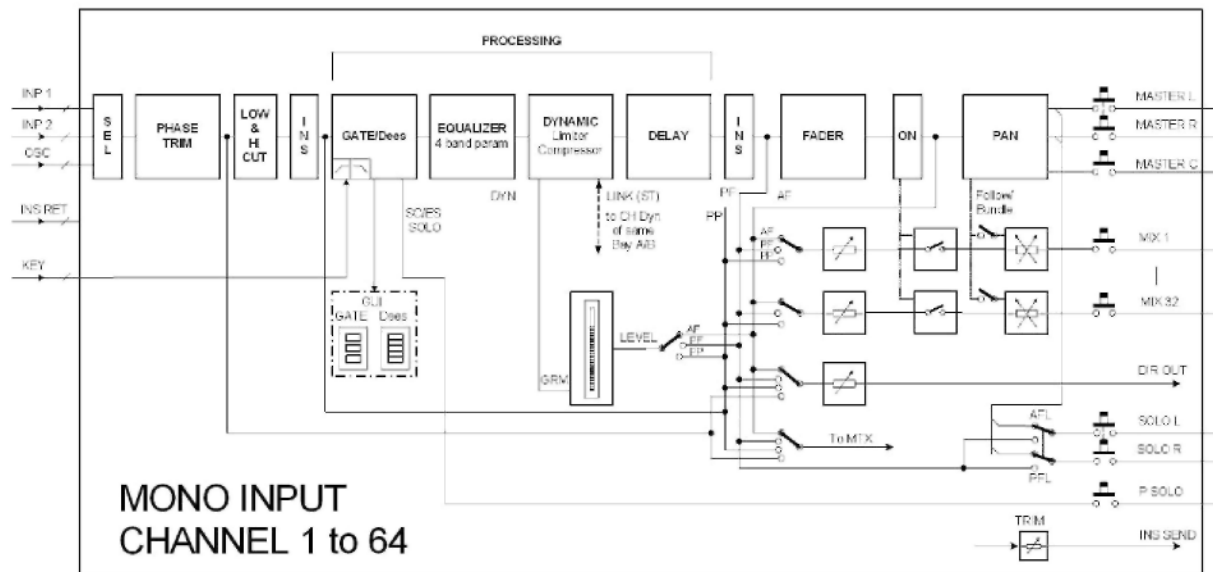 PROCESSING
INP 1
INP 2
OSC
INS RET
KEY
S E L
PHASE TRIM
LOW & HI CUT
I N S
GATE/Dees
EQUALIZER
4 band param
DYNAMIC
Limiter
Compressor
DELAY
I N S
FADER
ON
PAN
MASTER L
MASTER R
MASTER C
SC/ES
SOLO
DYN
LINK (ST)
to CH Dyn
of same
Bay A/B
PF
PP
AF
Follow/
Bundle
AF
PF
PP
MIX 1
MIX 32
GUI
GATE Dees
LEVEL
AF
PF
PP
GRM
DIR OUT
To MTX
AFL
PFL
SOLO L
SOLO R
P SOLO
TRIM
INS SEND
MONO INPUT
CHANNEL 1 to 64